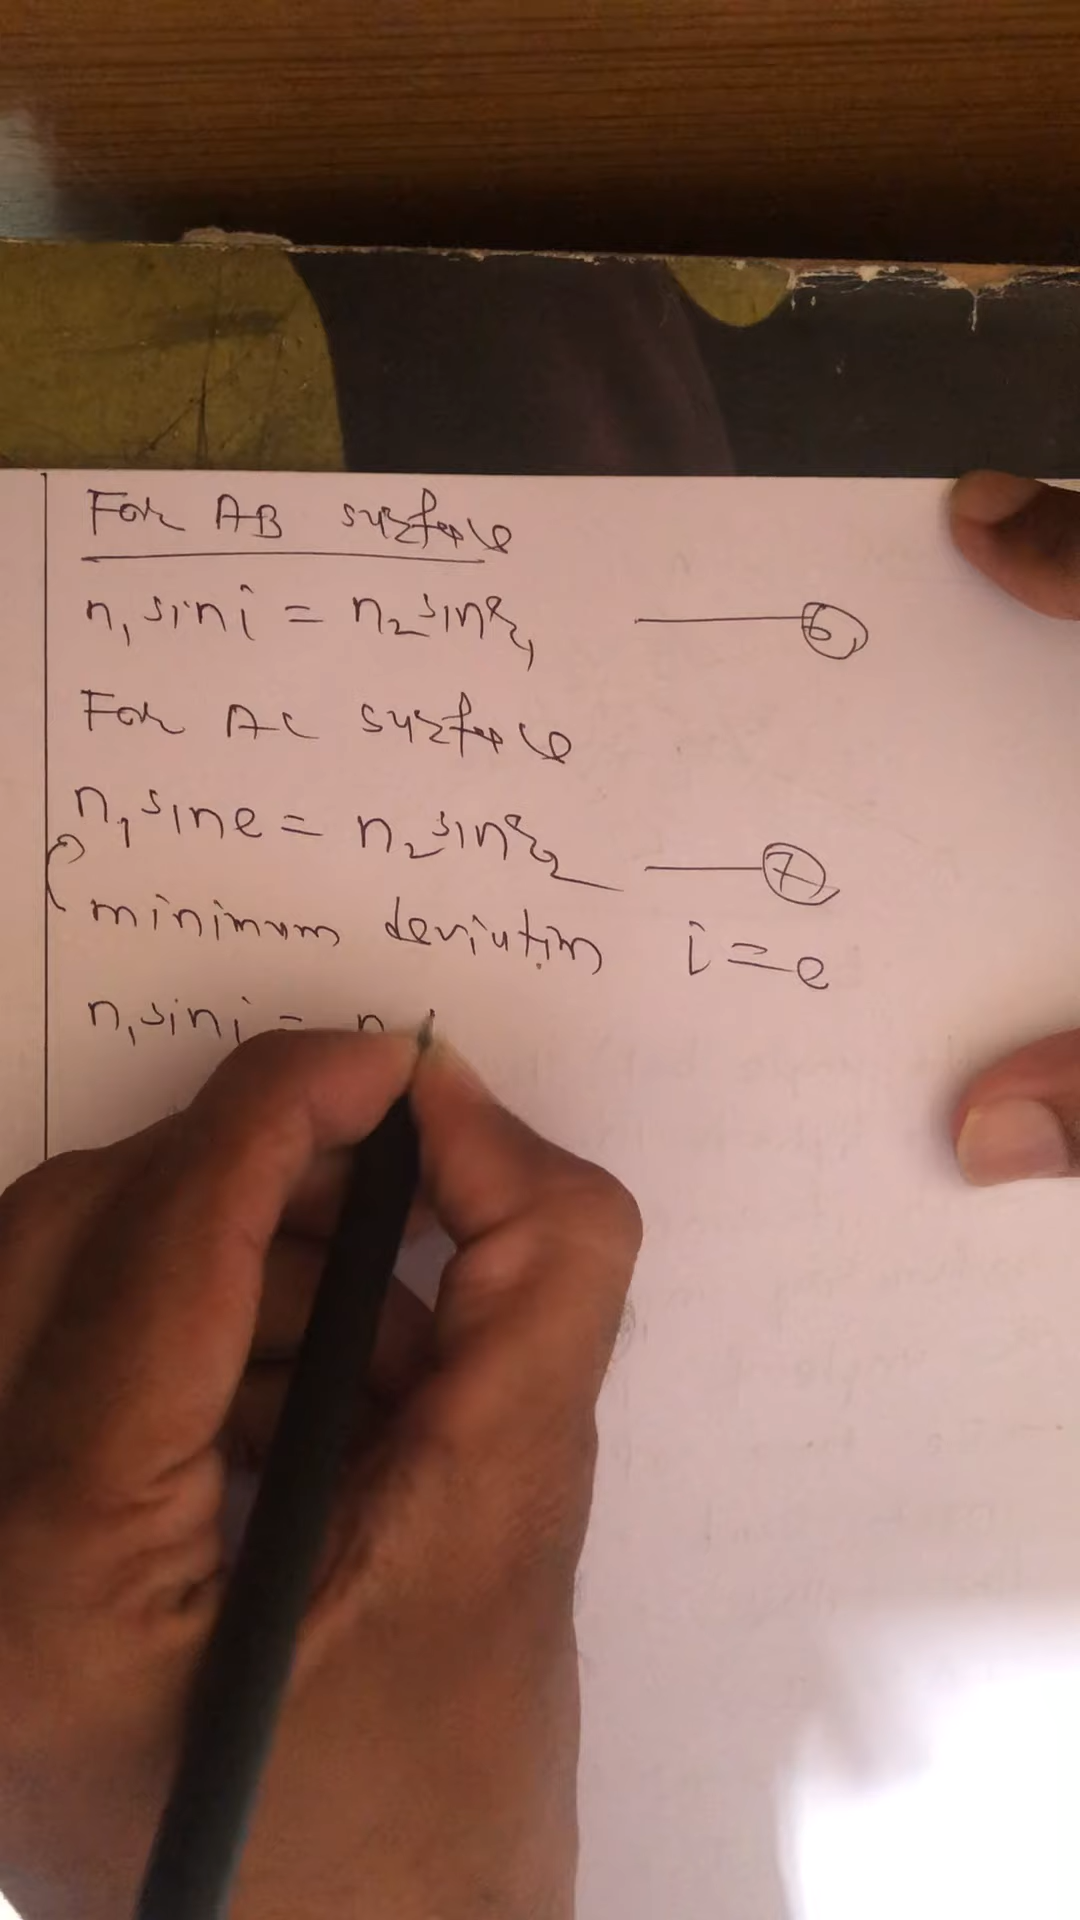 For AB surface
n₁ sin i = n₂ sin r₁ —— ⑥
For AC surface
n₁ sin e = n₂ sin r₂ —— ⑦
minimum deviation i = e
n₁ sin i = n